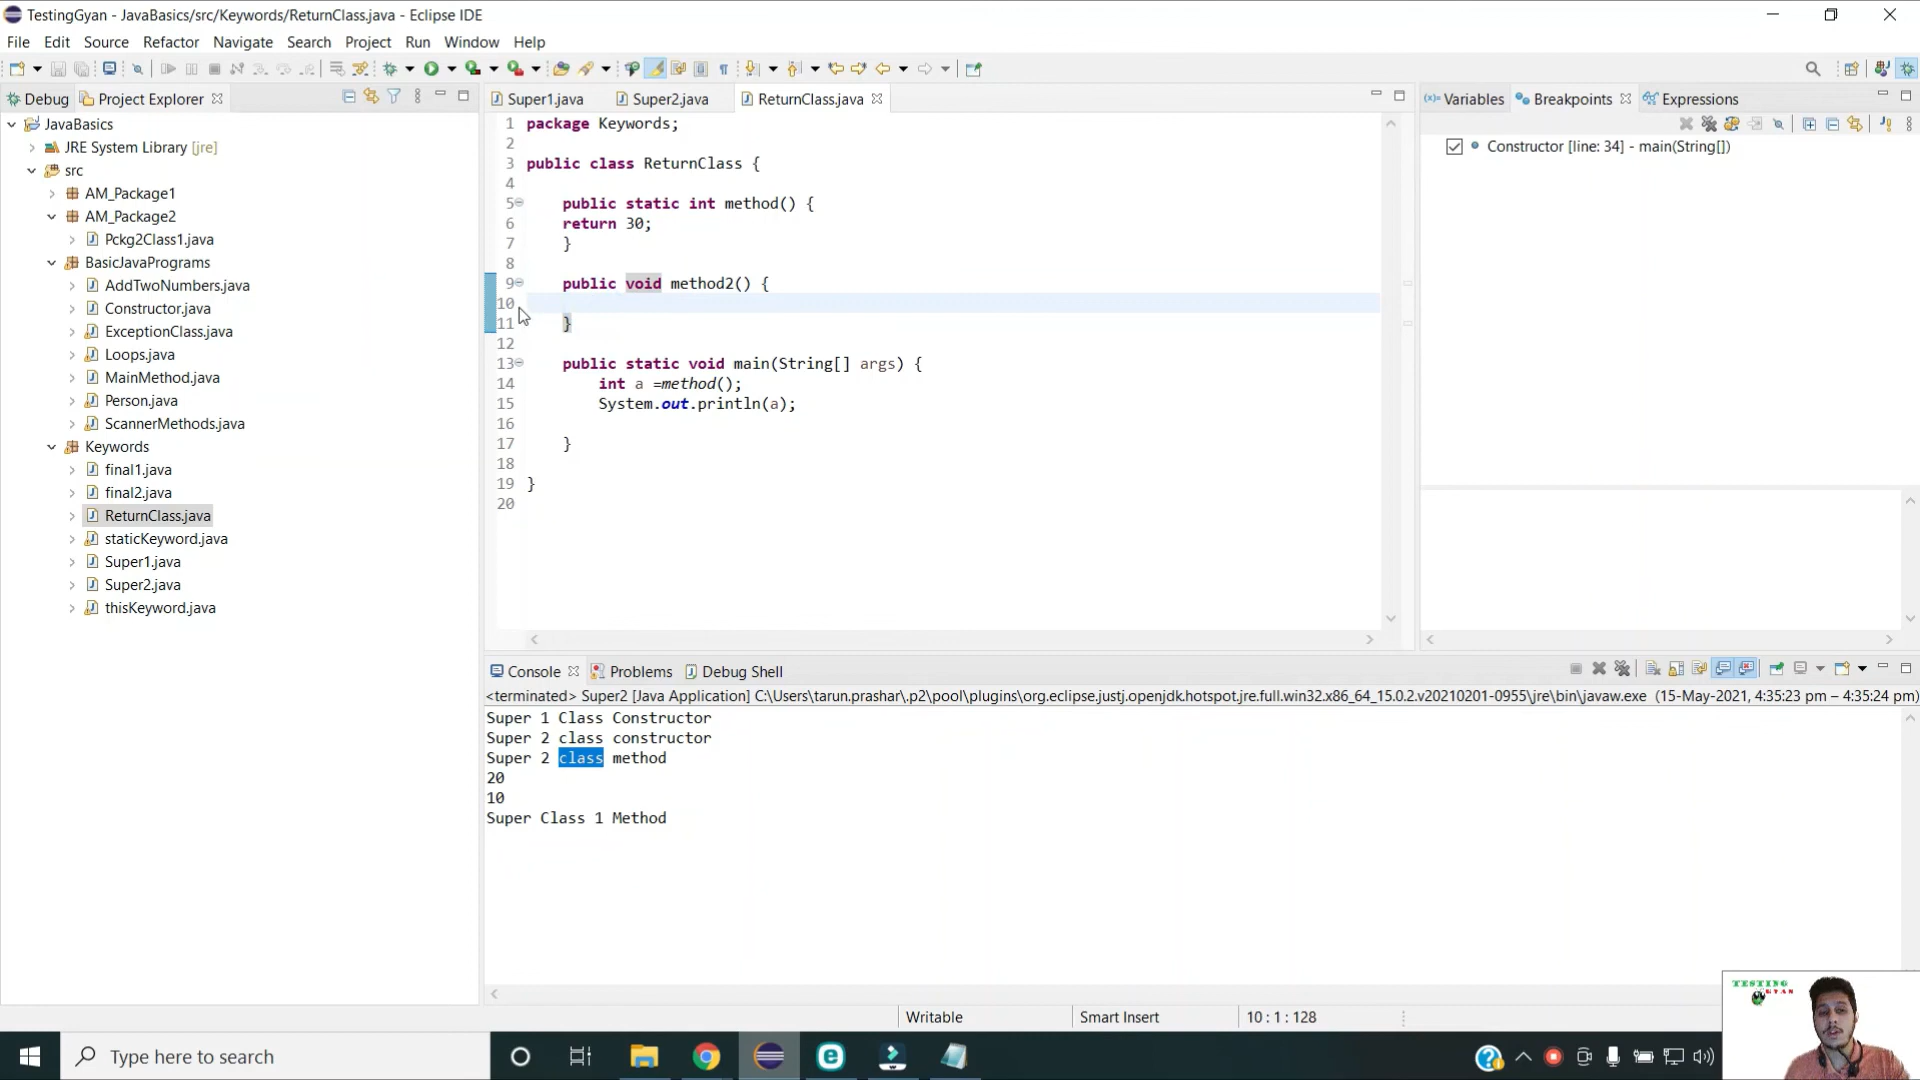 TestingGyan - JavaBasics/src/Keywords/ReturnClass.java - Eclipse IDE
File Edit Source Refactor Navigate Search Project Run Window Help
Debug Project Explorer
JavaBasics
JRE System Library [jre]
src
AM_Package1
AM_Package2
Pckg2Class1.java
BasicJavaPrograms
AddTwoNumbers.java
Constructor.java
ExceptionClass.java
Loops.java
MainMethod.java
Person.java
ScannerMethods.java
Keywords
final1.java
final2.java
ReturnClass.java
staticKeyword.java
Super1.java
Super2.java
thisKeyword.java
Super1.java Super2.java ReturnClass.java
1 package Keywords;
2
3 public class ReturnClass {
4
5 public static int method() {
6 return 30;
7 }
8
9 public void method2() {
10
11 }
12
13 public static void main(String[] args) {
14 int a =method();
15 System.out.println(a);
16
17 }
18
19 }
20
Variables Breakpoints Expressions
Constructor [line: 34] - main(String[])
Console Problems Debug Shell
<terminated> Super2 [Java Application] C:\Users\tarun.prashar\.p2\pool\plugins\org.eclipse.justj.openjdk.hotspot.jre.full.win32.x86_64_15.0.2.v20210201-0955\jre\bin\javaw.exe (15-May-2021, 4:35:23 pm – 4:35:24 pm)
Super 1 Class Constructor
Super 2 class constructor
Super 2 class method
20
10
Super Class 1 Method
Writable Smart Insert 10 : 1 : 128
TESTING
GYAN
Type here to search